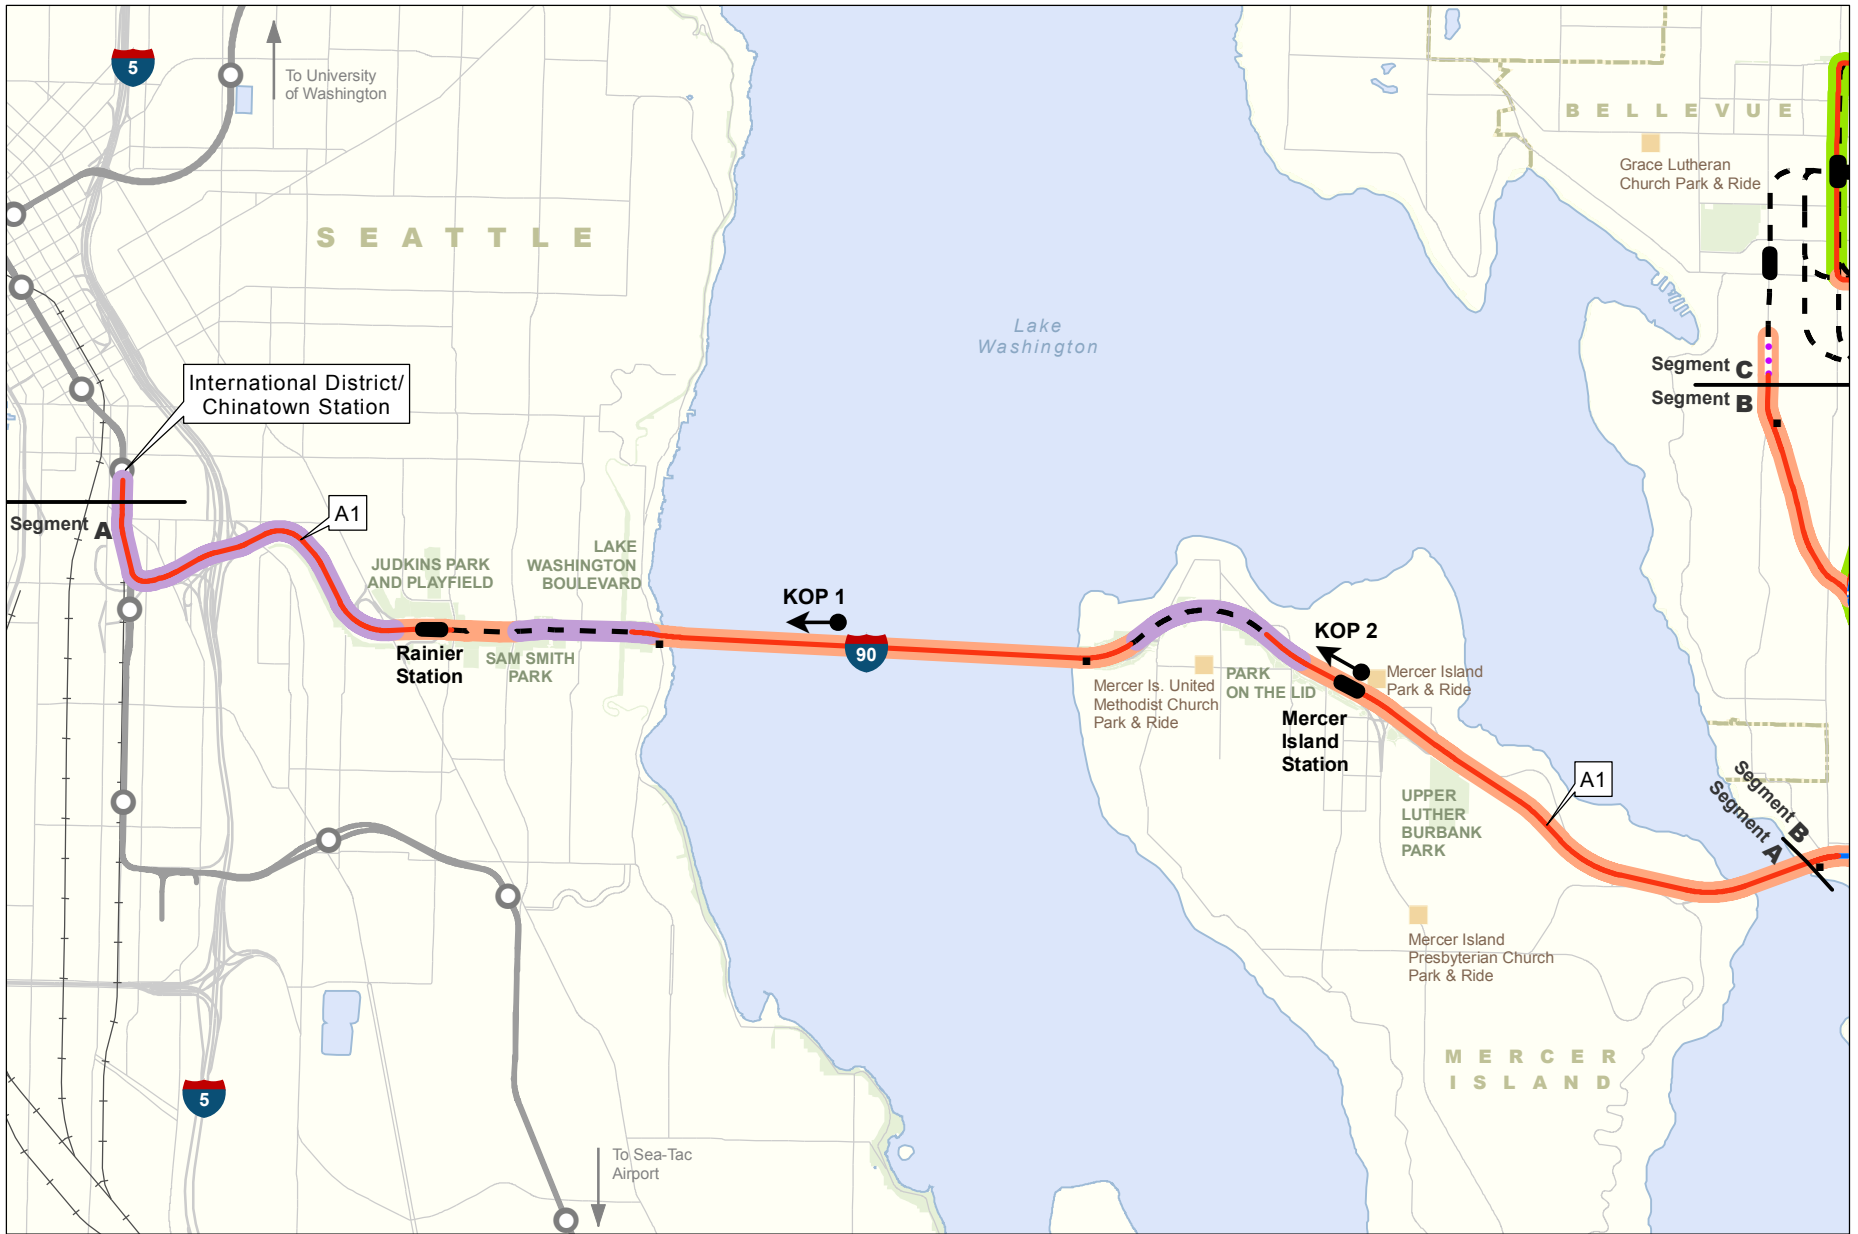 5
To University
of Washington
SEATTLE
BELLEVUE
Grace Lutheran
Church Park & Ride
Lake
Washington
International District/
Chinatown Station
Segment C
Segment B
Segment A
A1
JUDKINS PARK
AND PLAYFIELD
LAKE
WASHINGTON
BOULEVARD
KOP 1
90
Rainier
Station
SAM SMITH
PARK
KOP 2
Mercer Island
Park & Ride
Mercer Is. United
Methodist Church
Park & Ride
PARK
ON THE LID
Mercer
Island
Station
A1
UPPER
LUTHER
BURBANK
PARK
Segment B
Segment A
Mercer Island
Presbyterian Church
Park & Ride
MERCER
ISLAND
5
To Sea-Tac
Airport